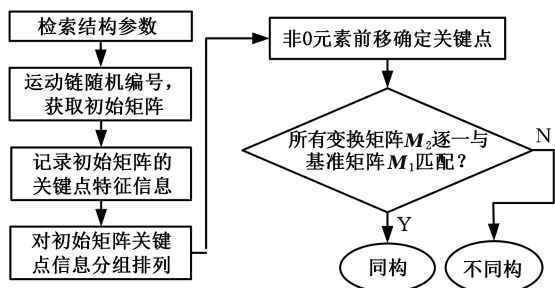 检索结构参数
运动链随机编号，
获取初始矩阵
记录初始矩阵的
关键点特征信息
对初始矩阵关键
点信息分组排列
非0元素前移确定关键点
所有变换矩阵M₂逐一与
基准矩阵M₁匹配？
N
Y
同构
不同构